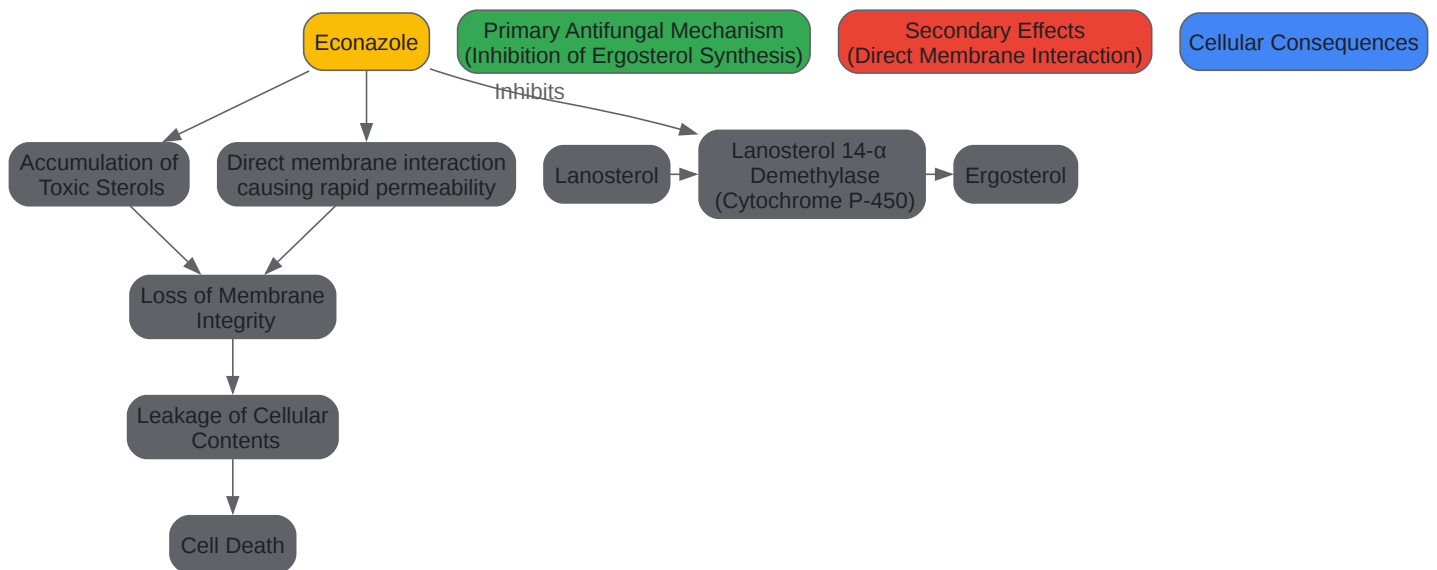 Econazole
Primary Antifungal Mechanism
(Inhibition of Ergosterol Synthesis)
Secondary Effects
(Direct Membrane Interaction)
Cellular Consequences
Inhibits
Accumulation of
Toxic Sterols
Direct membrane interaction
causing rapid permeability
Lanosterol
Lanosterol 14-α
Demethylase
(Cytochrome P-450)
Ergosterol
Loss of Membrane
Integrity
Leakage of Cellular
Contents
Cell Death